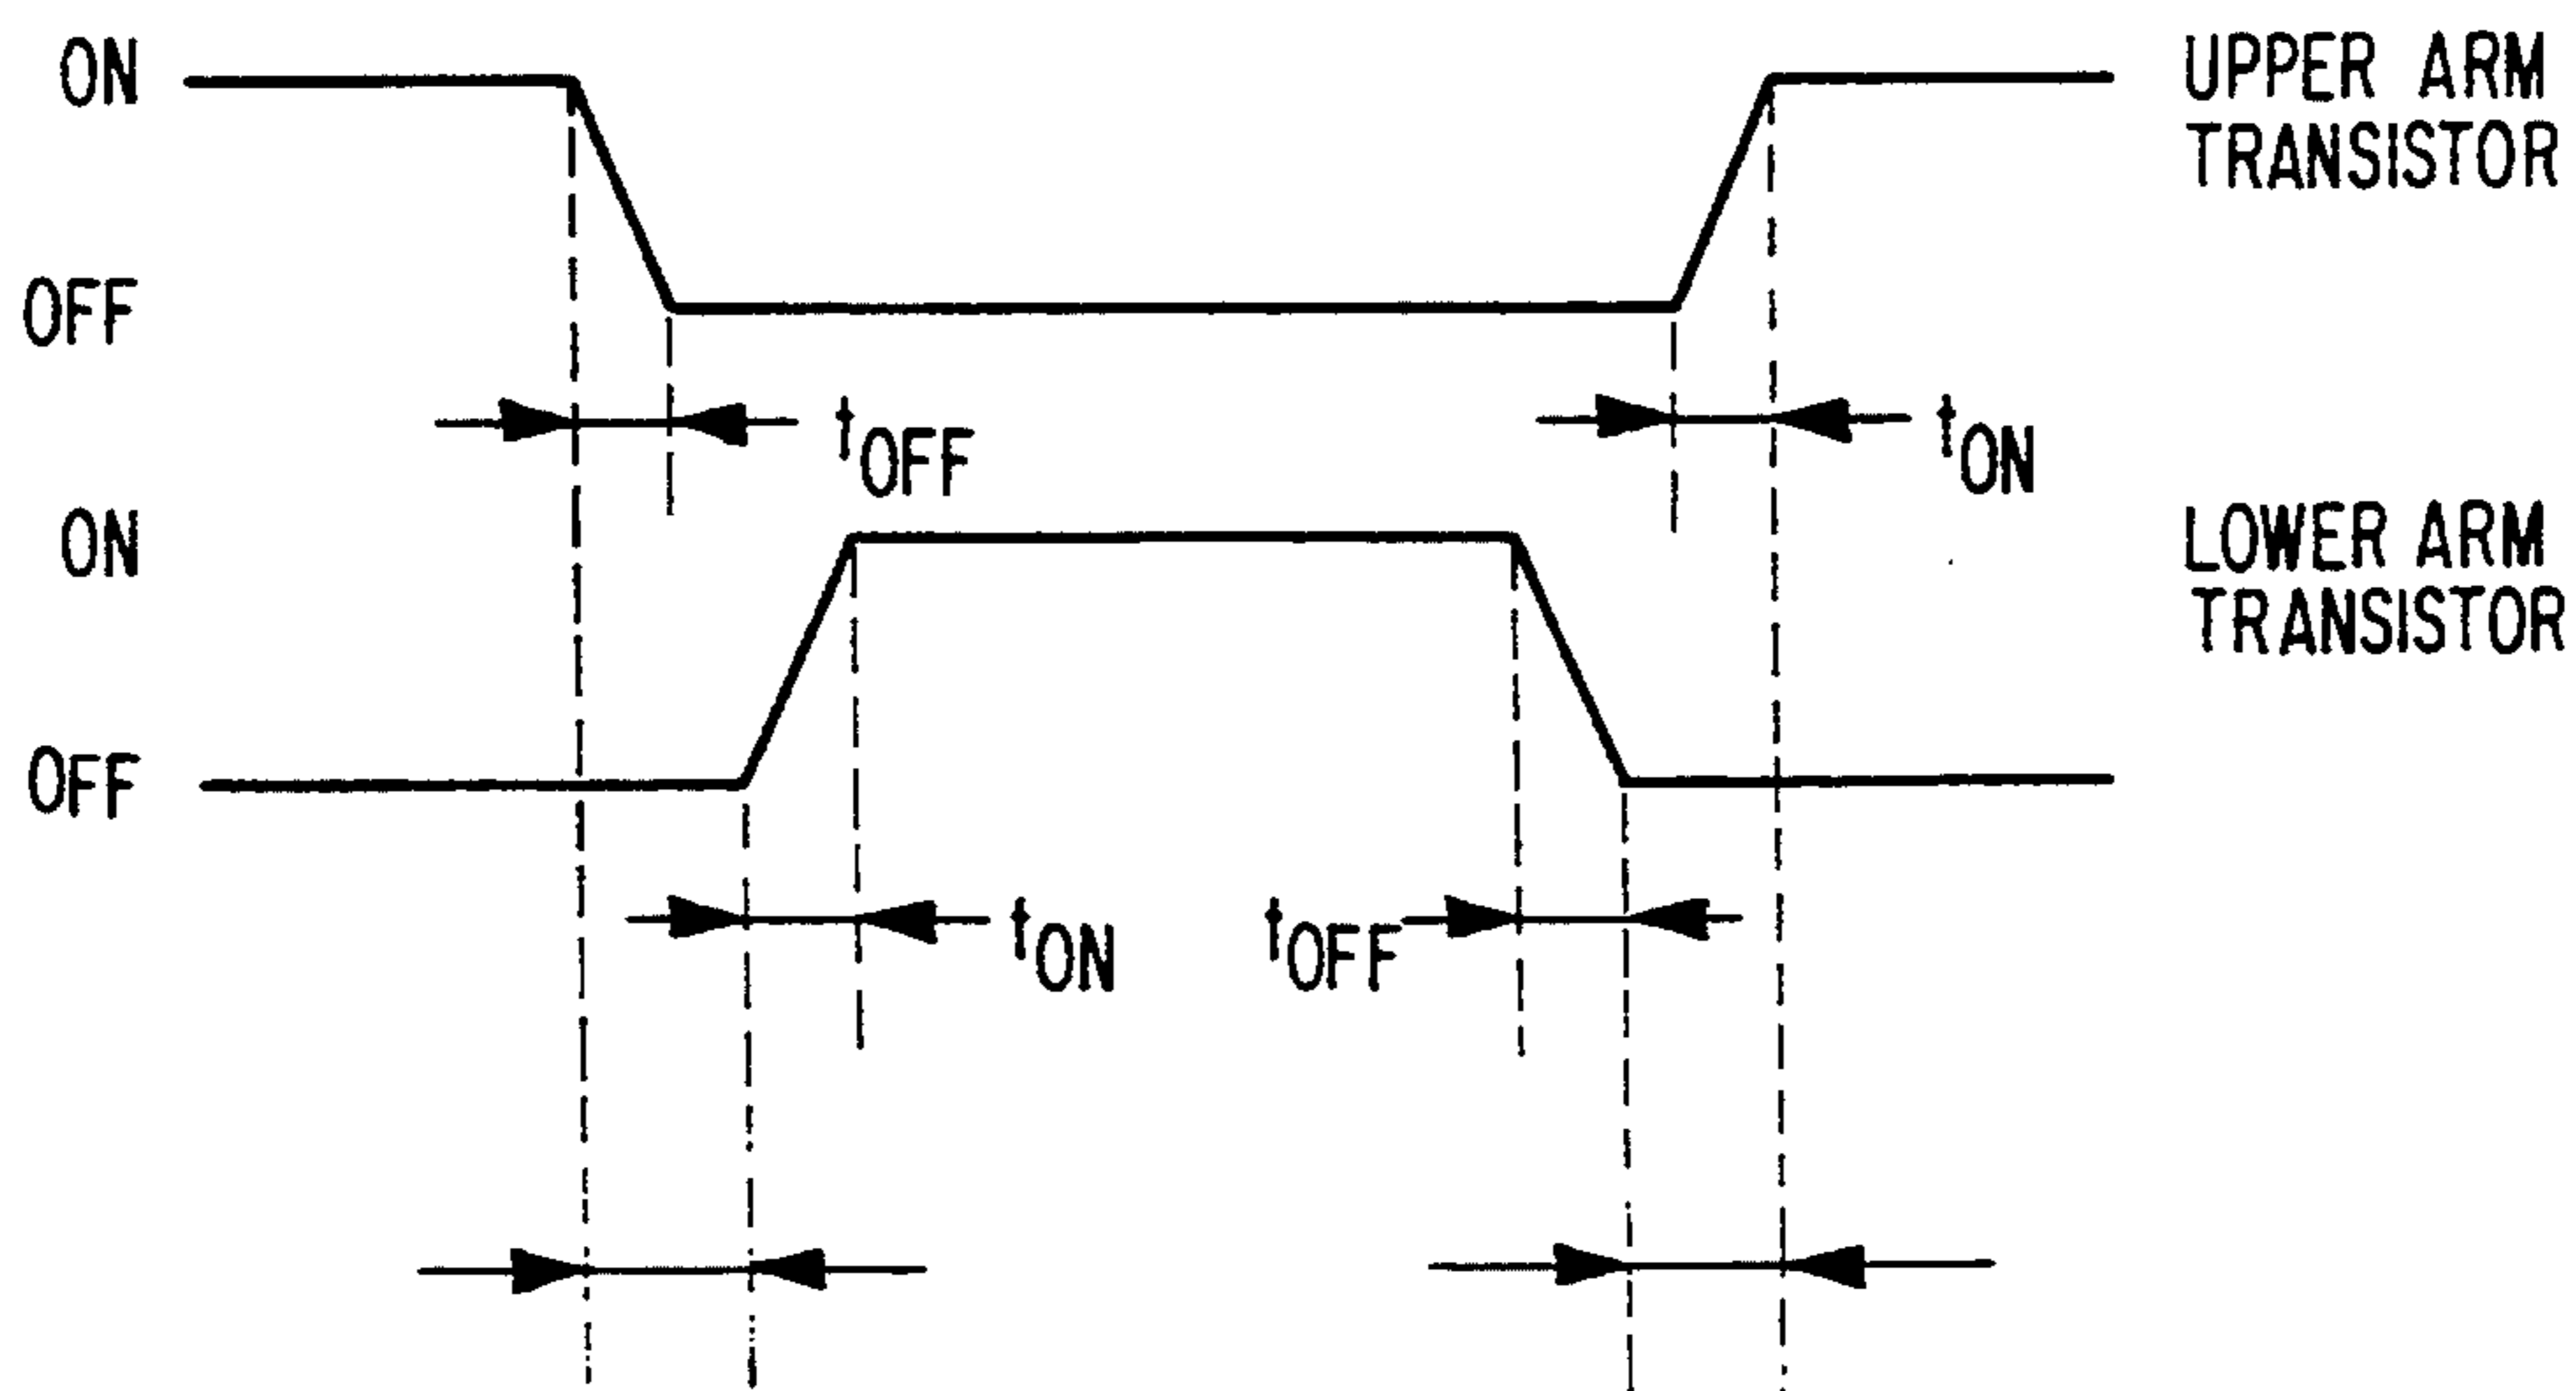 ON
UPPER ARM
TRANSISTOR
OFF
tOFF
tON
ON
LOWER ARM
TRANSISTOR
OFF
tON
tOFF